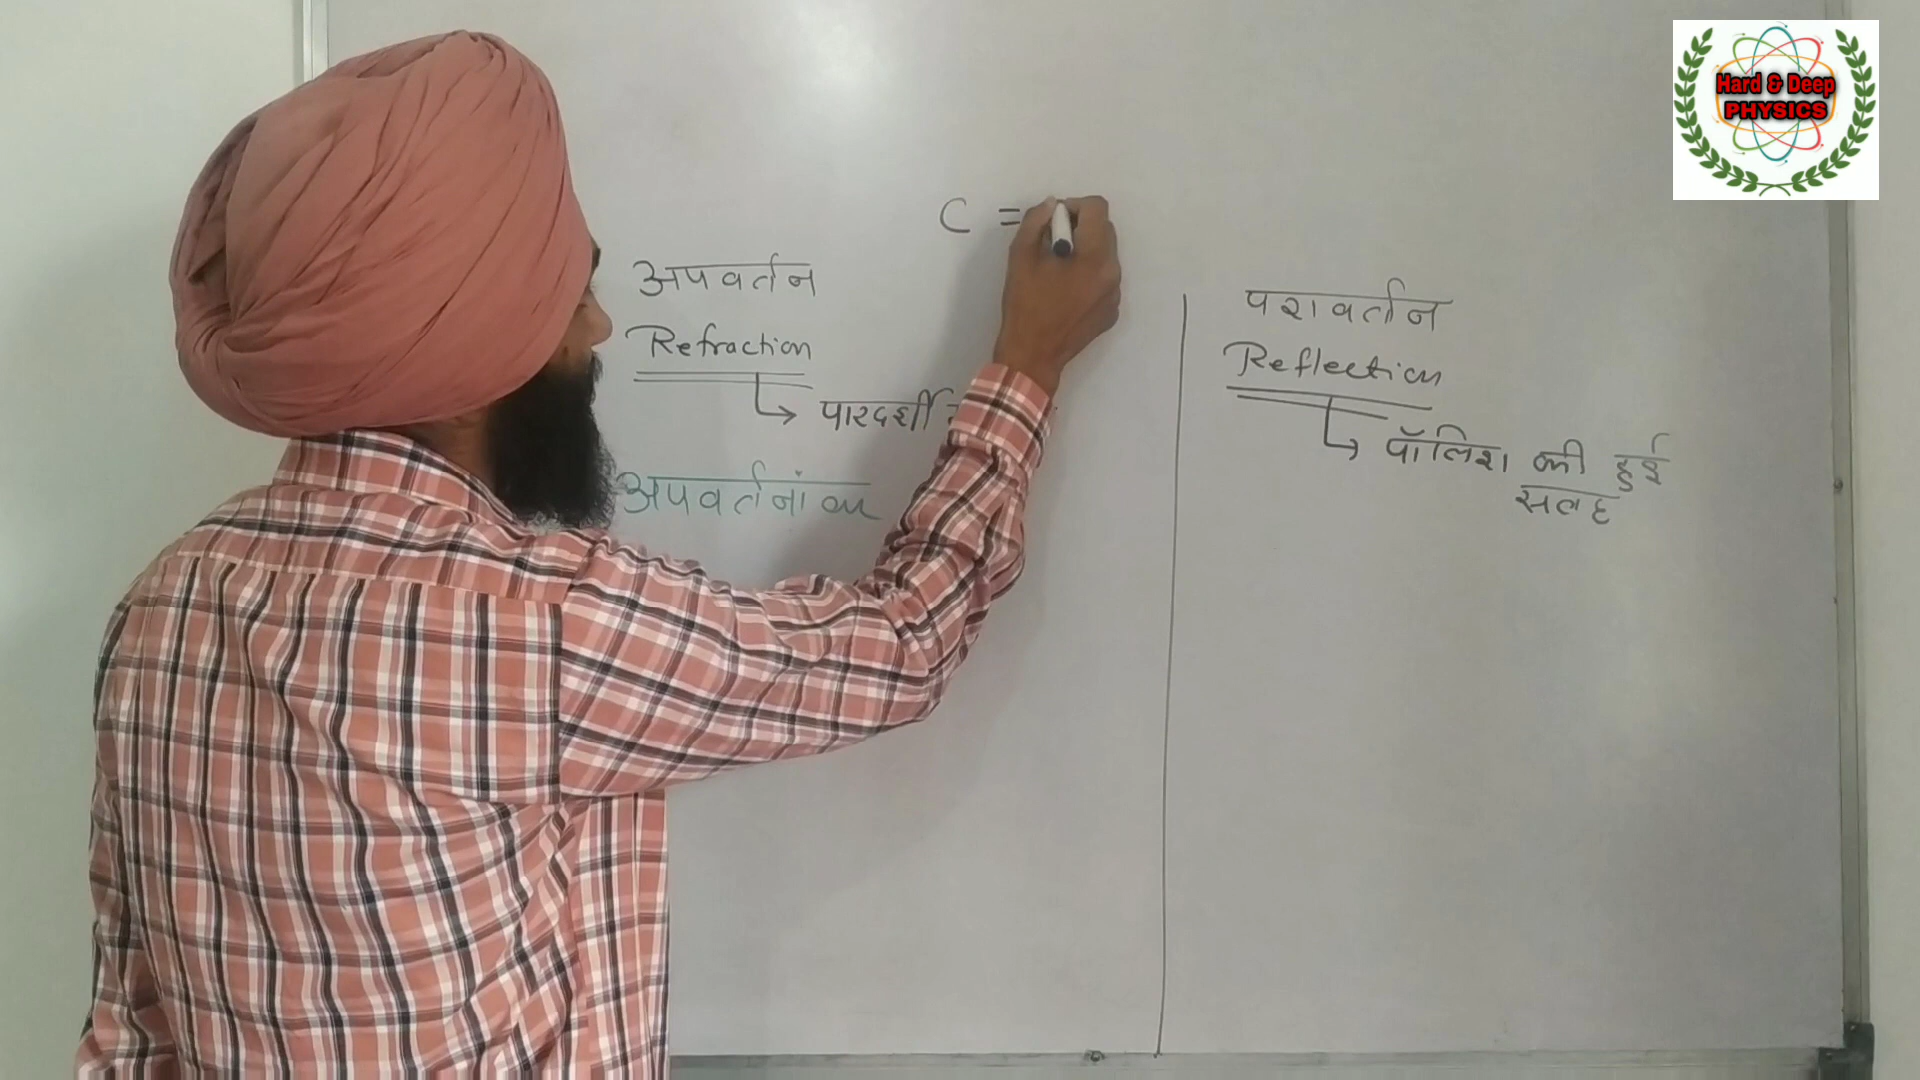 Hard & Deep
PHYSICS
C =
अपवर्तन
Refraction
पारदर्शी
अपवर्तनांक
परावर्तन
Reflection
पॉलिश की हुई
सतह